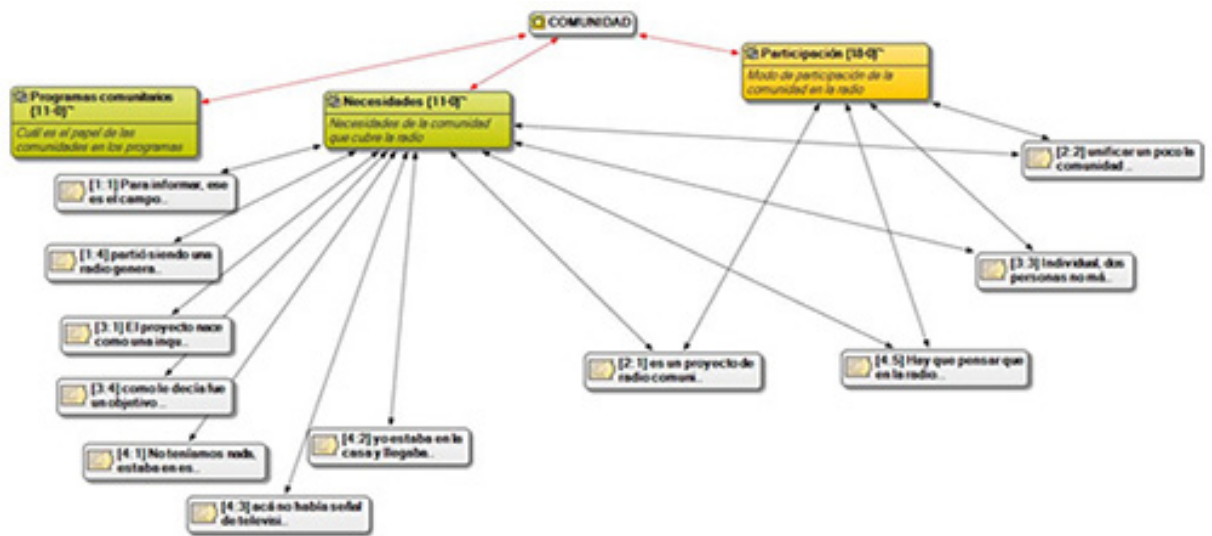 COMUNIDAD
Participación {18-0}~
Modo de participación de la
comunidad en la radio
Programas comunitarios
{11-0}~
Cuál es el papel de las
comunidades en los programas
Necesidades {11-0}~
Necesidades de la comunidad
que cubre la radio
[2:2] unificar un poco la
comunidad ..
[1:1] Para informar, ese
es el campo..
[1:4] partió siendo una
radio genera..
[3:3] Individual, dos
personas no má..
[3:1] El proyecto nace
como una inqu..
[2:1] es un proyecto de
radio comuni..
[4:5] Hay que pensar que
en la radio..
[3:4] como le decía fue
un objetivo ..
[4:1] No teníamos nada,
estaba en es..
[4:2] yo estaba en la
casa y llegaba..
[4:3] acá no había señal
de televisi..